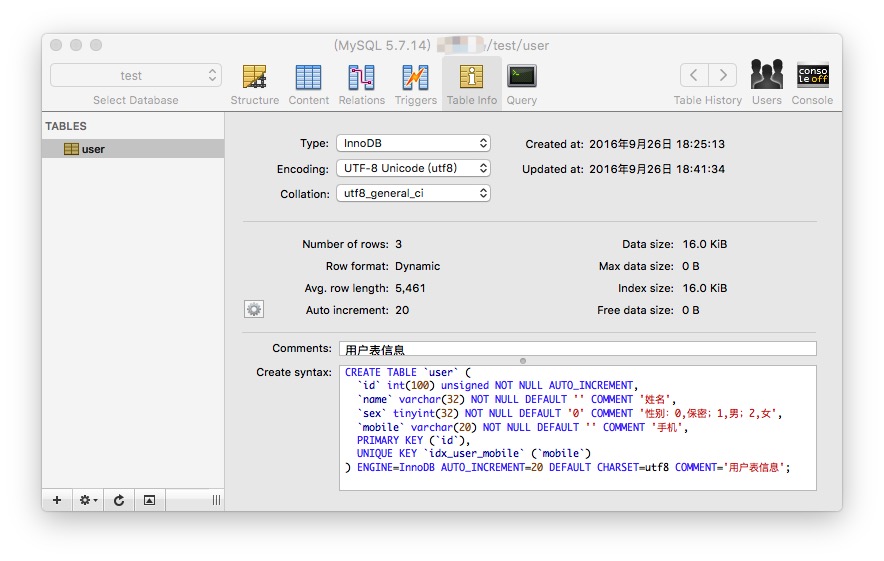 (MySQL 5.7.14) /test/user
test
Select Database
Structure
Content
Relations
Triggers
Table Info
Query
Table History
Users
conso
le off
Console
TABLES
user
Type: InnoDB
Created at: 2016年9月26日 18:25:13
Encoding: UTF-8 Unicode (utf8)
Updated at: 2016年9月26日 18:41:34
Collation: utf8_general_ci
Number of rows: 3
Data size: 16.0 KiB
Row format: Dynamic
Max data size: 0 B
Avg. row length: 5,461
Index size: 16.0 KiB
Auto increment: 20
Free data size: 0 B
Comments: 用户表信息
Create syntax:
CREATE TABLE `user` (
`id` int(100) unsigned NOT NULL AUTO_INCREMENT,
`name` varchar(32) NOT NULL DEFAULT '' COMMENT '姓名',
`sex` tinyint(32) NOT NULL DEFAULT '0' COMMENT '性别：0,保密；1,男；2,女',
`mobile` varchar(20) NOT NULL DEFAULT '' COMMENT '手机',
PRIMARY KEY (`id`),
UNIQUE KEY `idx_user_mobile` (`mobile`)
) ENGINE=InnoDB AUTO_INCREMENT=20 DEFAULT CHARSET=utf8 COMMENT='用户表信息';